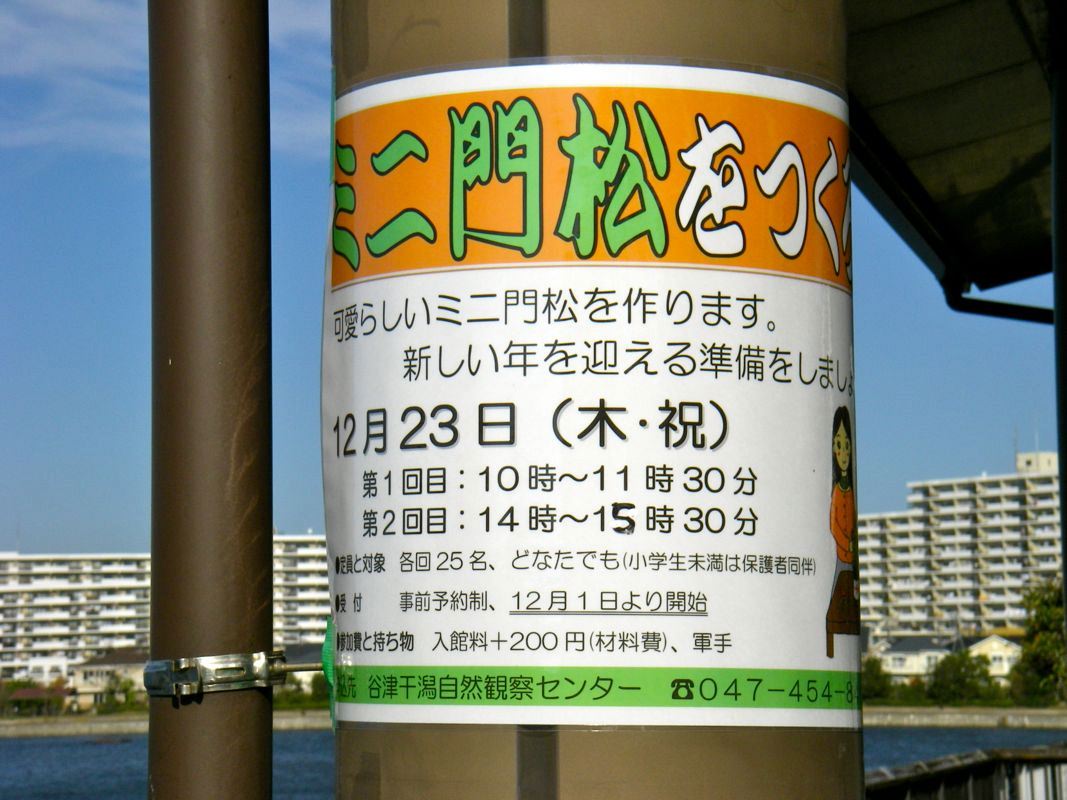 ミニ門松をつく
可愛らしいミニ門松を作ります。
新しい年を迎える準備をしましょ
12月23日(木・祝)
第1回目:10時~11時30分
第2回目:14時~15時30分
●定員と対象 各回25名、どなたでも(小学生未満は保護者同伴)
●受付 事前予約制、12月1日より開始
●参加費と持ち物 入館料+200円(材料費)、軍手
込先 谷津干潟自然観察センター ☎047-454-8